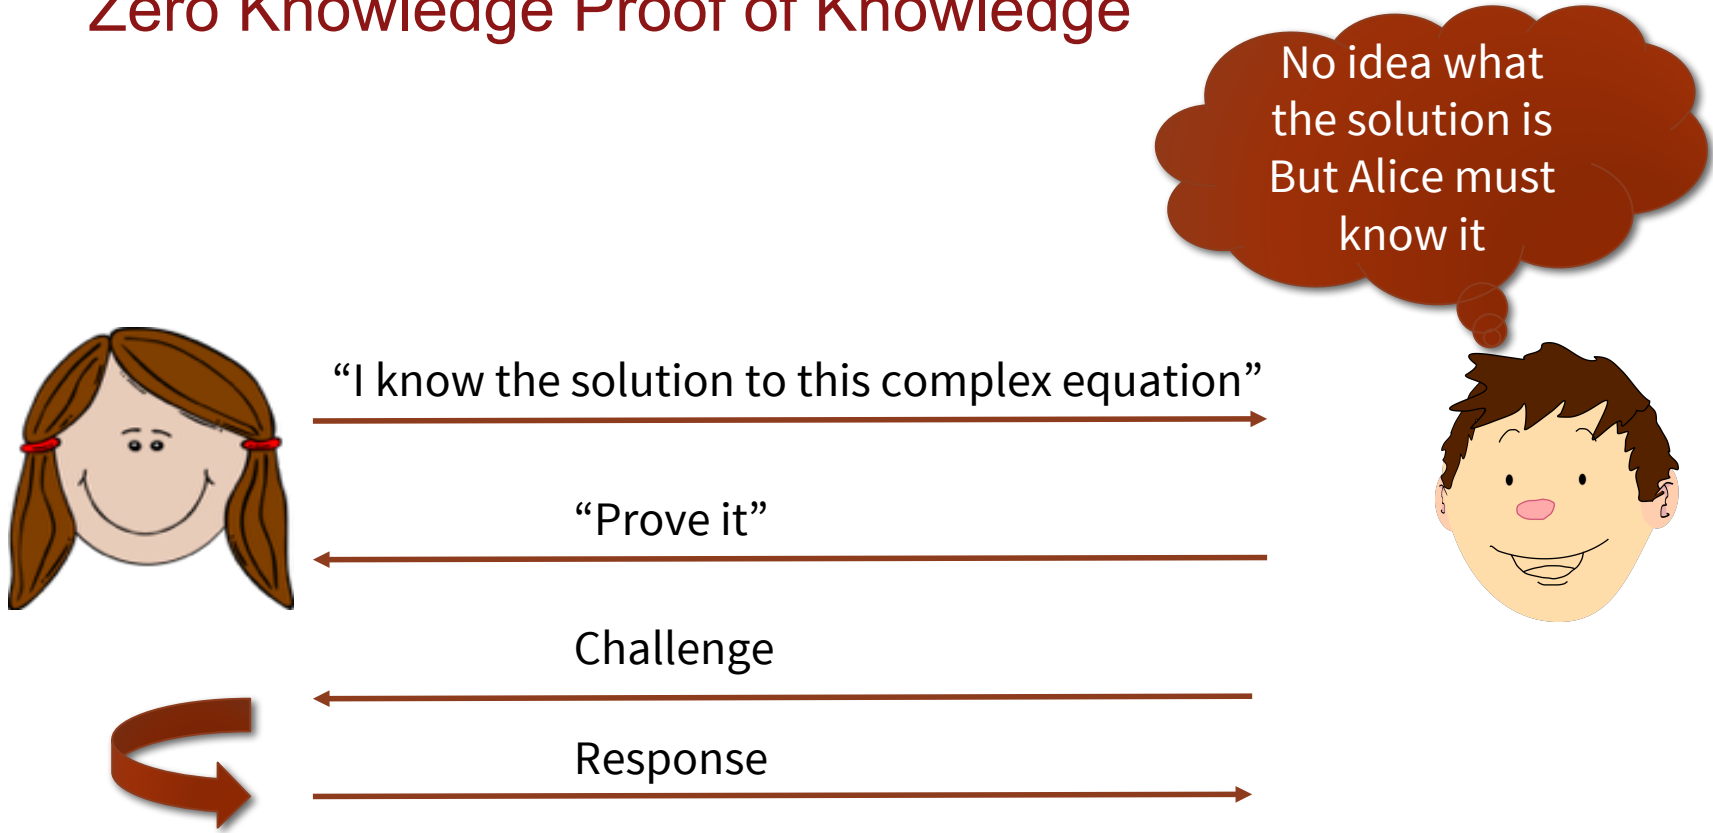 Zero Knowledge Proof of Knowledge
No idea what
the solution is
But Alice must
know it
“I know the solution to this complex equation”
“Prove it”
Challenge
Response